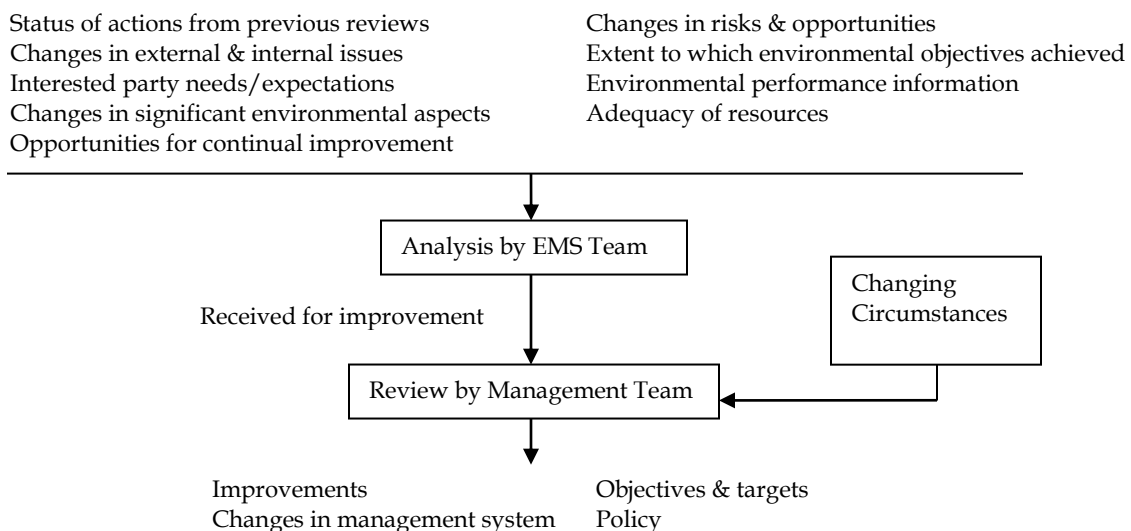 Status of actions from previous reviews
Changes in external & internal issues
Interested party needs/expectations
Changes in significant environmental aspects
Opportunities for continual improvement
Changes in risks & opportunities
Extent to which environmental objectives achieved
Environmental performance information
Adequacy of resources
Analysis by EMS Team
Received for improvement
Changing
Circumstances
Review by Management Team
Improvements
Changes in management system
Objectives & targets
Policy